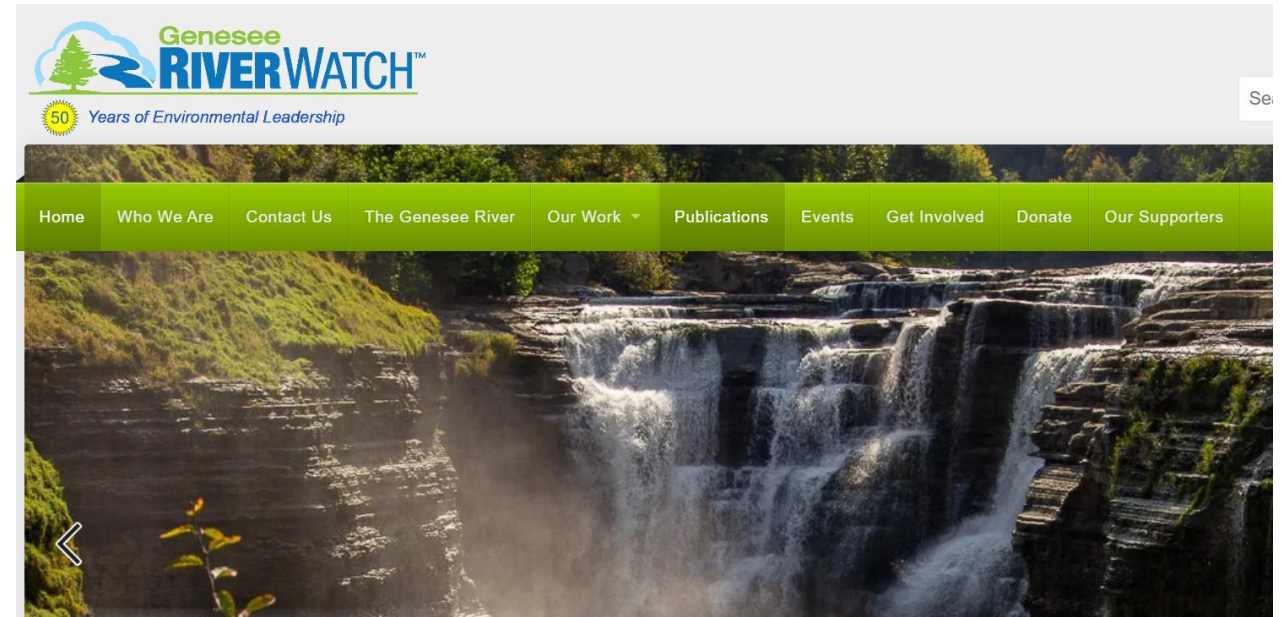 Genesee
RIVERWATCH™
50 Years of Environmental Leadership
Sea
Home Who We Are Contact Us The Genesee River Our Work Publications Events Get Involved Donate Our Supporters